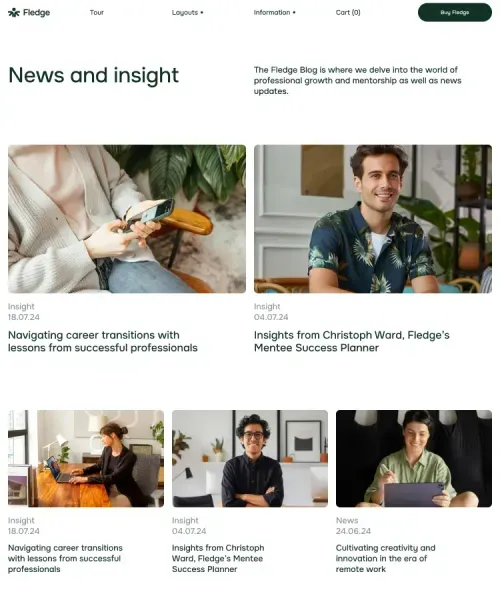 Fledge
Tour
Layouts
Information
Cart (0)
Buy Fledge
News and insight
The Fledge Blog is where we delve into the world of
professional growth and mentorship as well as news
updates.
Insight
18.07.24
Navigating career transitions with
lessons from successful professionals
Insight
04.07.24
Insights from Christoph Ward, Fledge’s
Mentee Success Planner
Insight
18.07.24
Navigating career transitions
with lessons from successful
professionals
Insight
04.07.24
Insights from Christoph
Ward, Fledge’s Mentee
Success Planner
News
24.06.24
Cultivating creativity and
innovation in the era of
remote work